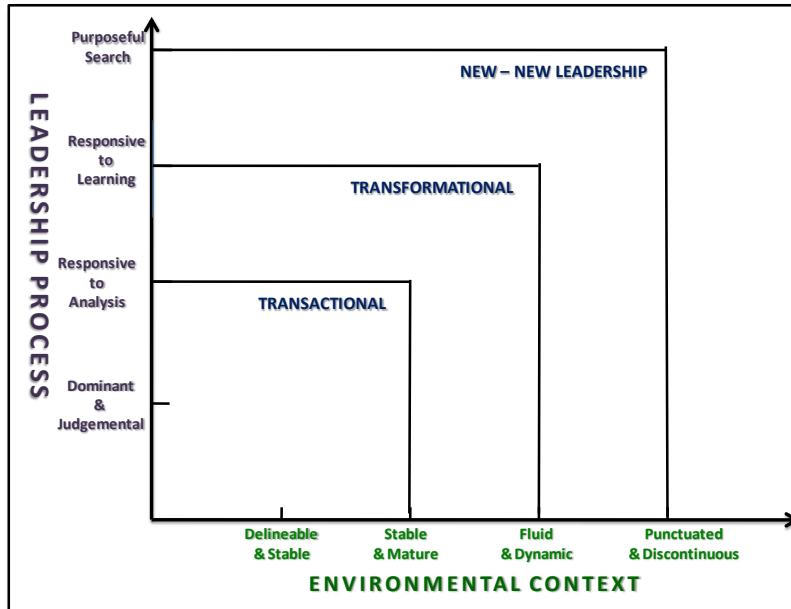 Purposeful
Search
NEW – NEW LEADERSHIP
LEADERSHIP PROCESS
Responsive
to
Learning
TRANSFORMATIONAL
Responsive
to
Analysis
TRANSACTIONAL
Dominant
&
Judgemental
Delineable
& Stable
Stable
& Mature
Fluid
& Dynamic
Punctuated
& Discontinuous
ENVIRONMENTAL CONTEXT